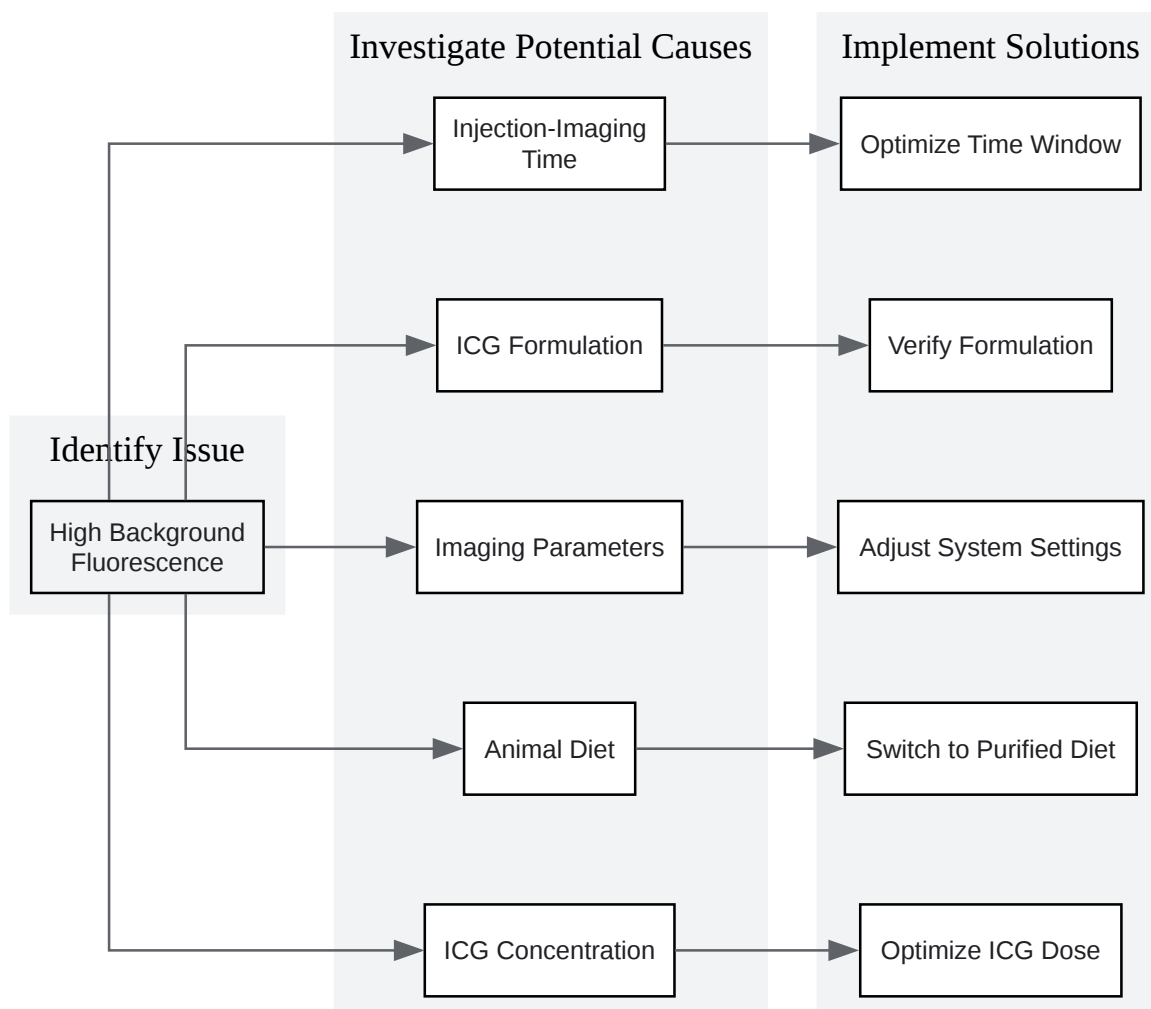 Investigate Potential Causes
Implement Solutions
Injection-Imaging
Time
Optimize Time Window
ICG Formulation
Verify Formulation
Identify Issue
High Background
Fluorescence
Imaging Parameters
Adjust System Settings
Animal Diet
Switch to Purified Diet
ICG Concentration
Optimize ICG Dose